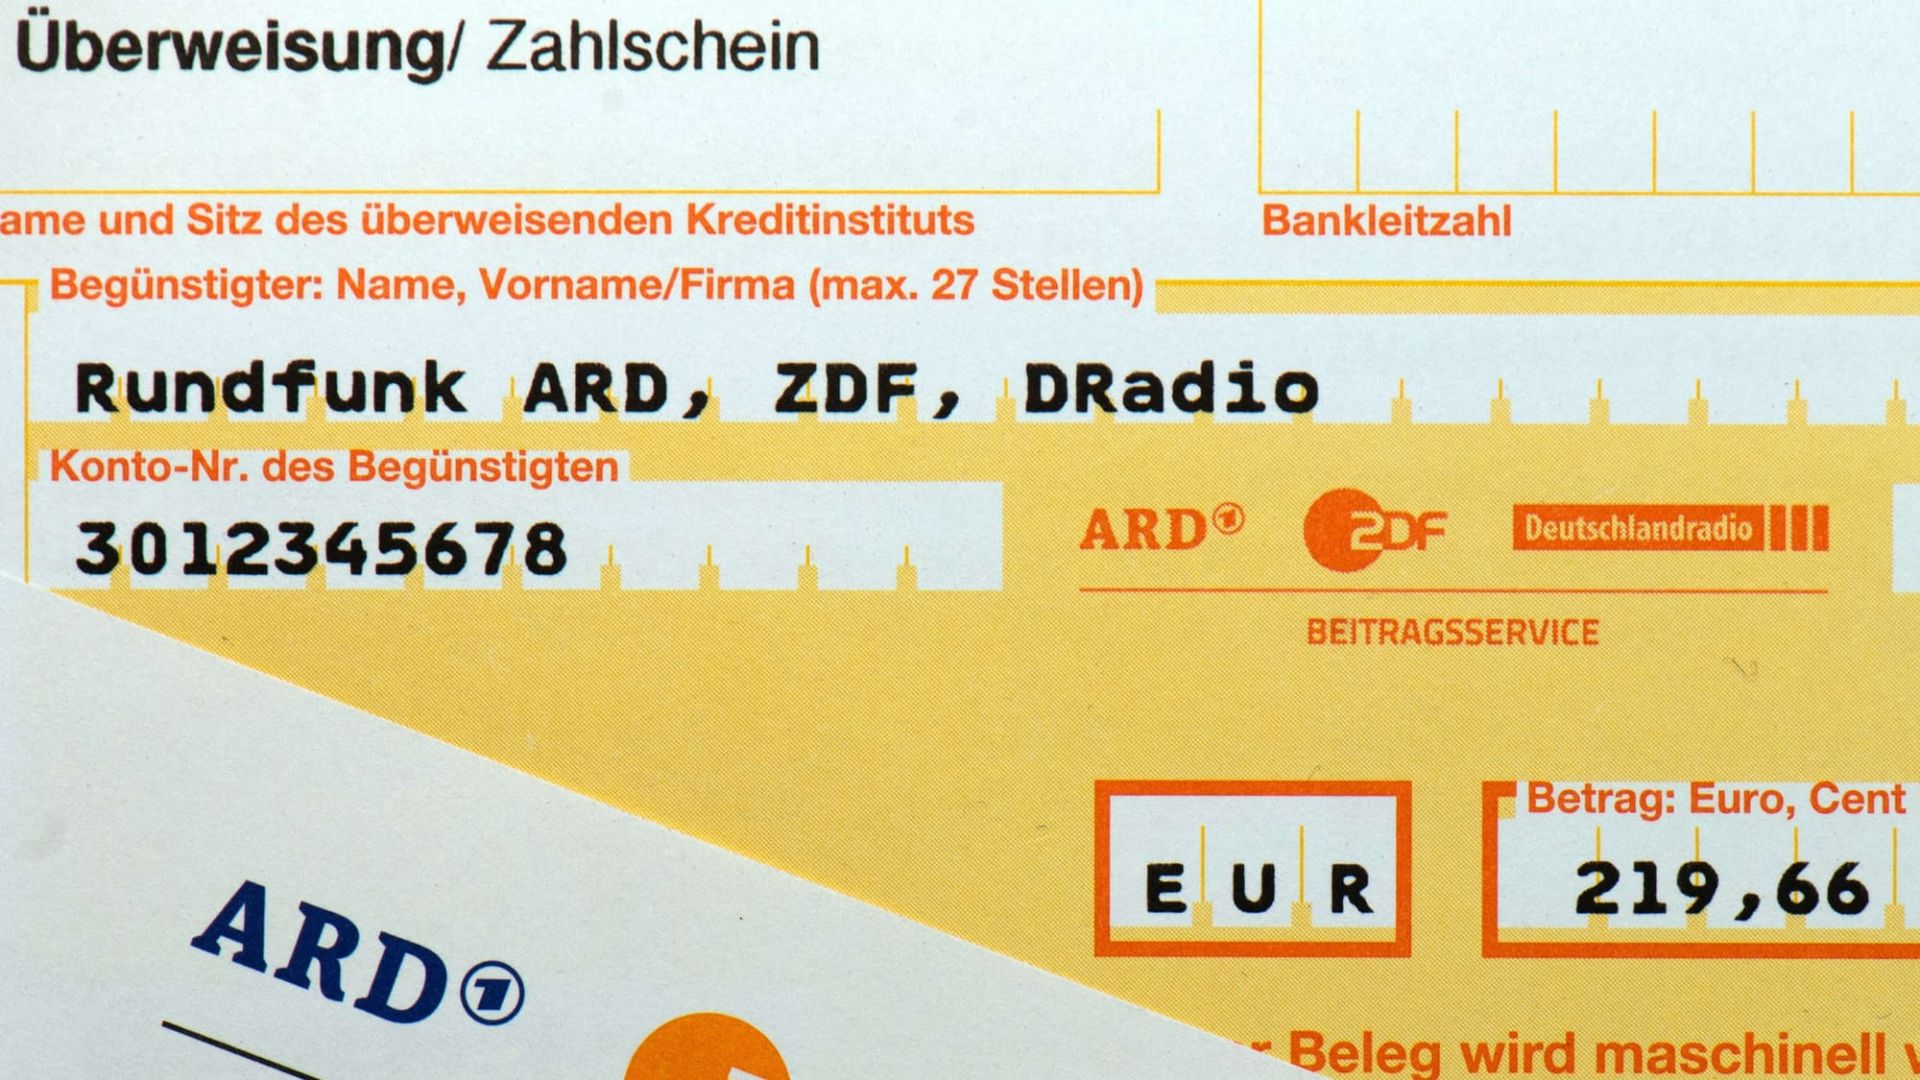 Überweisung/ Zahlschein
ame und Sitz des überweisenden Kreditinstituts
Bankleitzahl
Begünstigter: Name, Vorname/Firma (max. 27 Stellen)
Rundfunk ARD, ZDF, DRadio
Konto-Nr. des Begünstigten
3012345678
ARD 1 ZDF Deutschlandradio
BEITRAGSSERVICE
Betrag: Euro, Cent
EUR 219,66
ARD 1
r Beleg wird maschinell v